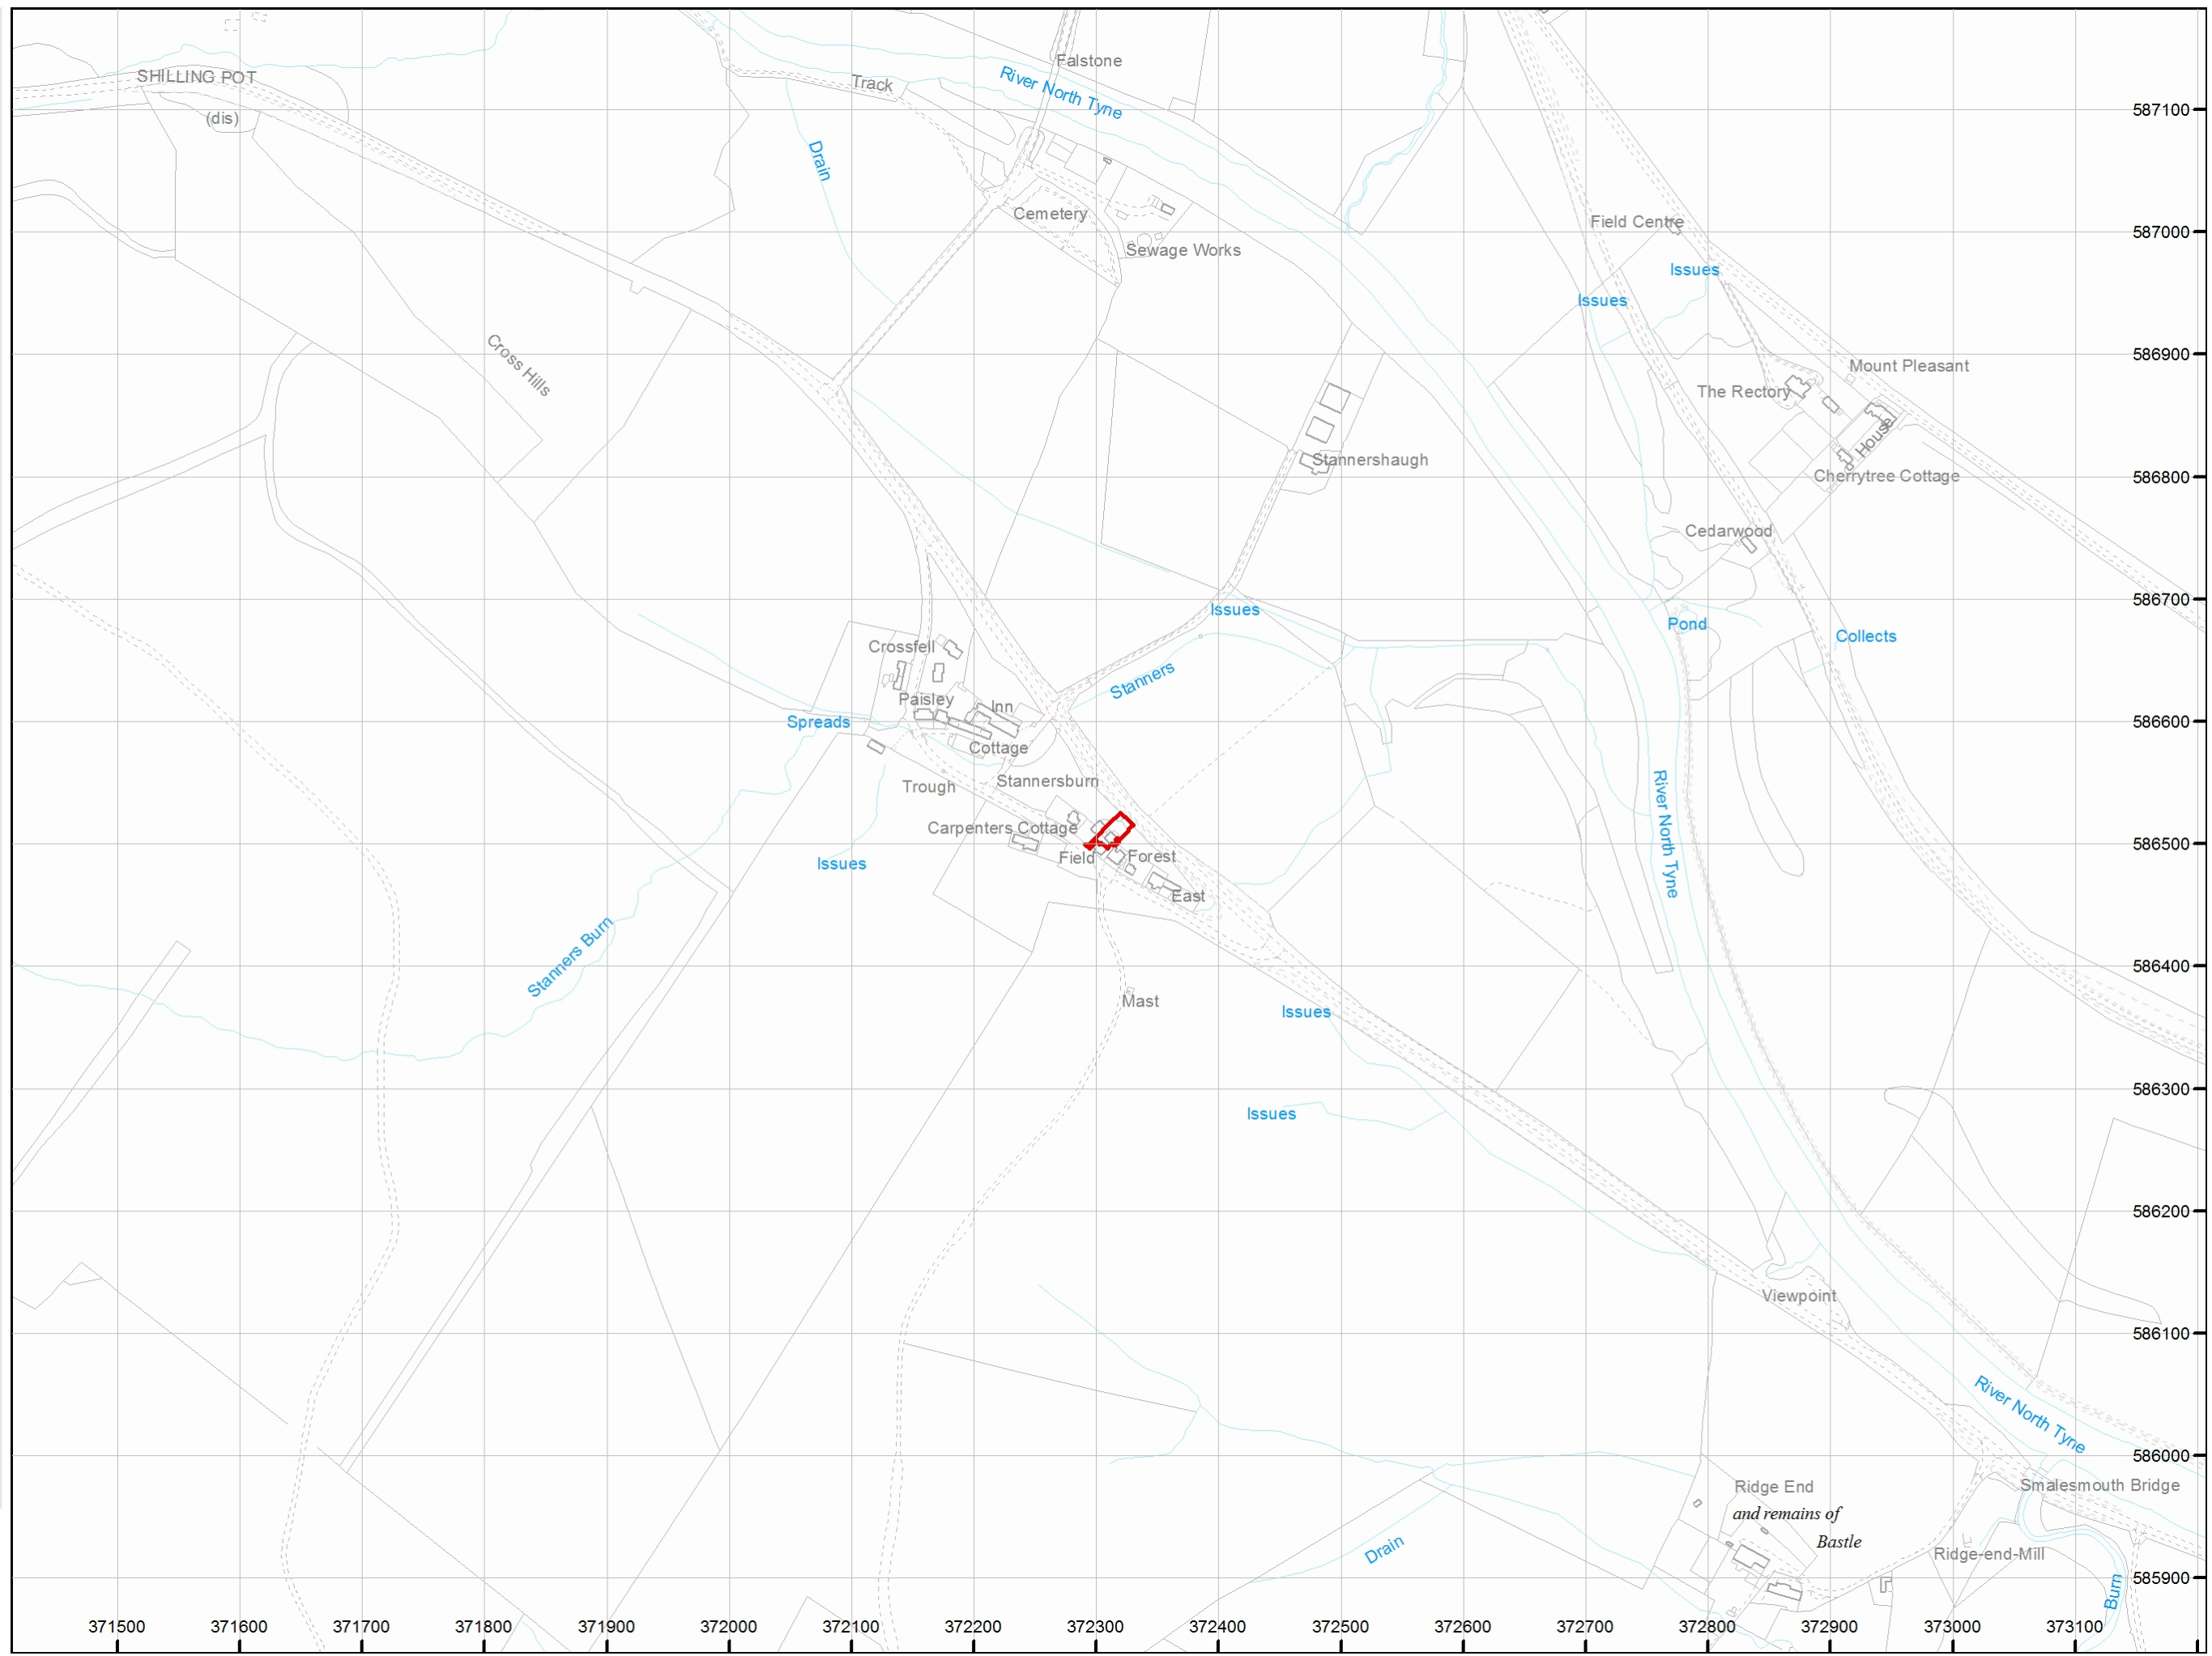 Falstone
SHILLING POT
(dis)
Track
River North Tyne
587100
Drain
Cemetery
Sewage Works
Field Centre
587000
Issues
Issues
Cross Hills
586900
Mount Pleasant
The Rectory
House
Stannershaugh
Cherrytree Cottage
586800
Cedarwood
Issues
586700
Pond
Collects
Crossfell
Stanners
Paisley
Inn
Spreads
586600
Cottage
Stannersburn
Trough
River North Tyne
Carpenters Cottage
586500
Field
Forest
Issues
East
Stanners Burn
586400
Mast
Issues
586300
Issues
586200
Viewpoint
586100
River North Tyne
586000
Smalesmouth Bridge
Ridge End
and remains of
Bastle
Drain
Ridge-end-Mill
585900
Burn
371500 371600 371700 371800 371900 372000 372100 372200 372300 372400 372500 372600 372700 372800 372900 373000 373100